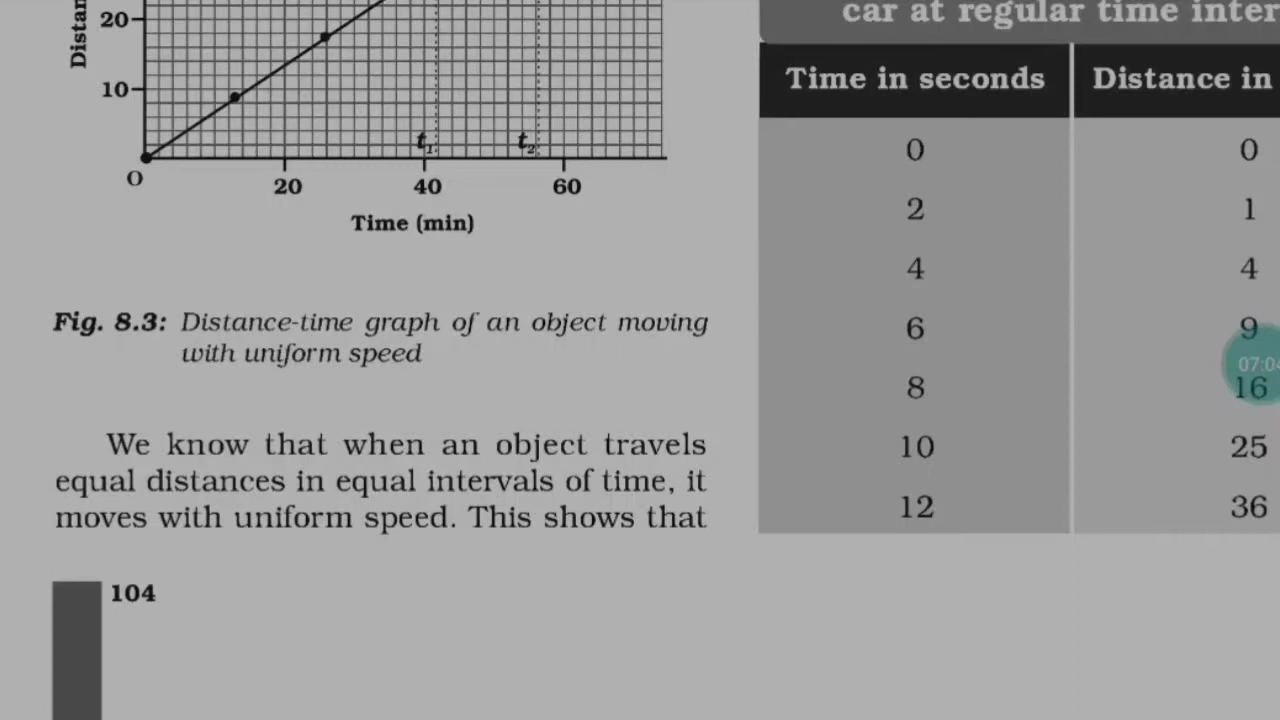 Distan
20
10
t1
t2
O
20
40
60
Time (min)
Fig. 8.3: Distance-time graph of an object moving
with uniform speed
We know that when an object travels
equal distances in equal intervals of time, it
moves with uniform speed. This shows that
104
car at regular time inter
Time in seconds Distance in
0 0
2 1
4 4
6 9
8 16
10 25
12 36
07:04